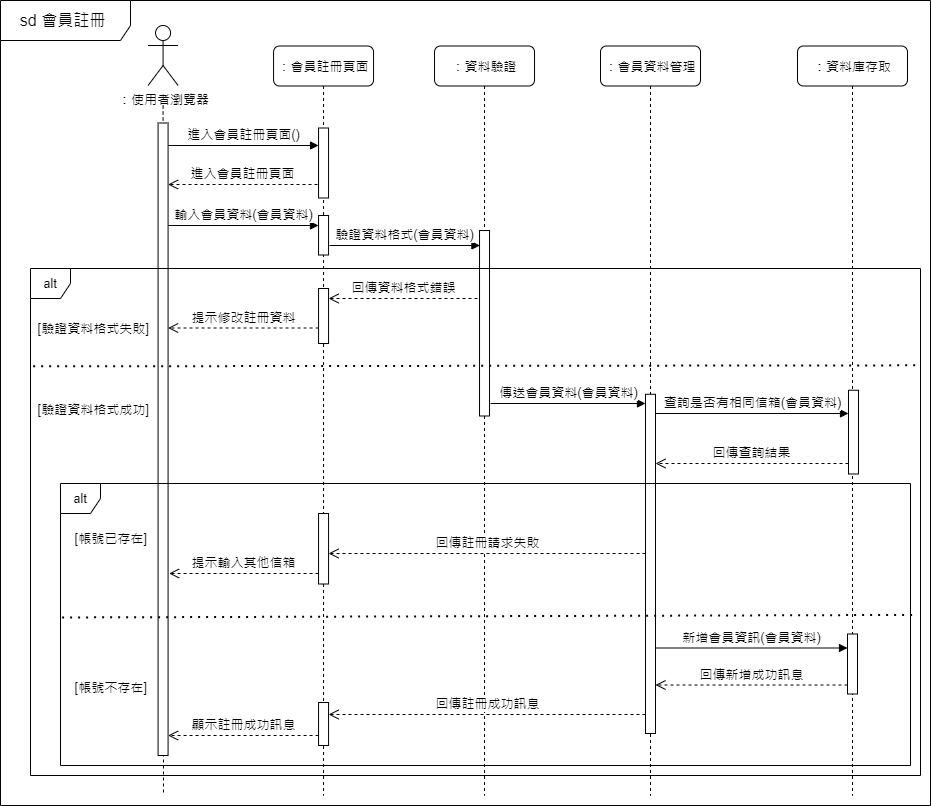 sd 會員註冊
：使用者瀏覽器
：會員註冊頁面
：資料驗證
：會員資料管理
：資料庫存取
進入會員註冊頁面()
進入會員註冊頁面
輸入會員資料(會員資料)
驗證資料格式(會員資料)
alt
回傳資料格式錯誤
提示修改註冊資料
[驗證資料格式失敗]
傳送會員資料(會員資料)
查詢是否有相同信箱(會員資料)
[驗證資料格式成功]
回傳查詢結果
alt
[帳號已存在]
回傳註冊請求失敗
提示輸入其他信箱
新增會員資訊(會員資料)
回傳新增成功訊息
[帳號不存在]
回傳註冊成功訊息
顯示註冊成功訊息